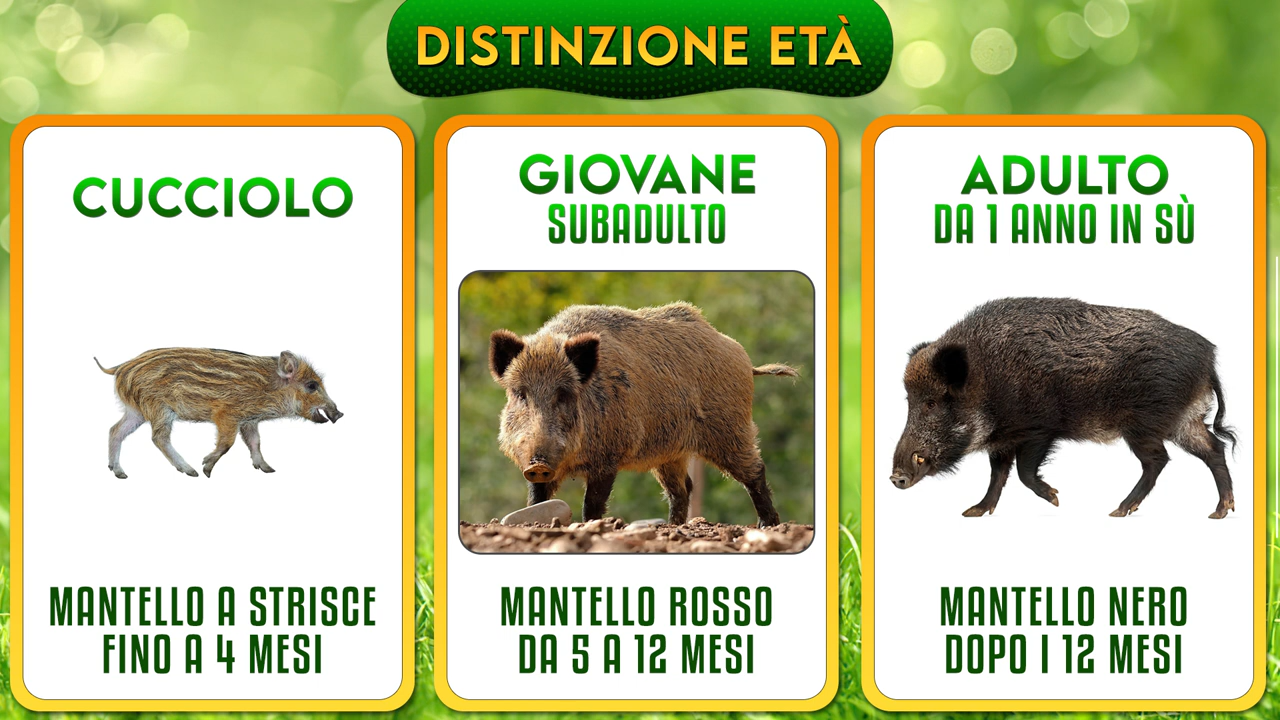 DISTINZIONE ETÀ
CUCCIOLO
MANTELLO A STRISCE
FINO A 4 MESI
GIOVANE
SUBADULTO
MANTELLO ROSSO
DA 5 A 12 MESI
ADULTO
DA 1 ANNO IN SÙ
MANTELLO NERO
DOPO I 12 MESI